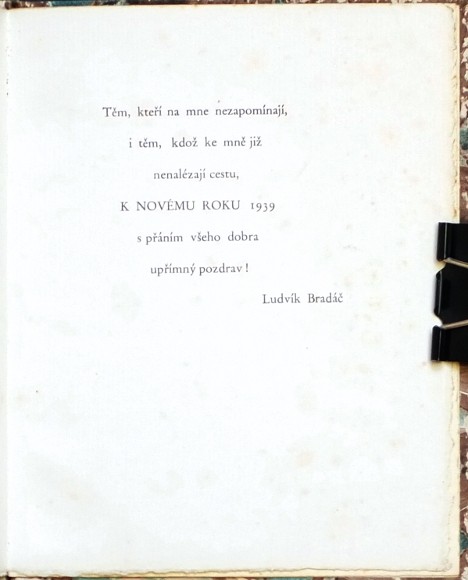 Těm, kteří na mne nezapomínají,
i těm, kdož ke mně již
nenalézají cestu,
K NOVÉMU ROKU 1939
s přáním všeho dobra
upřímný pozdrav!
Ludvík Bradáč